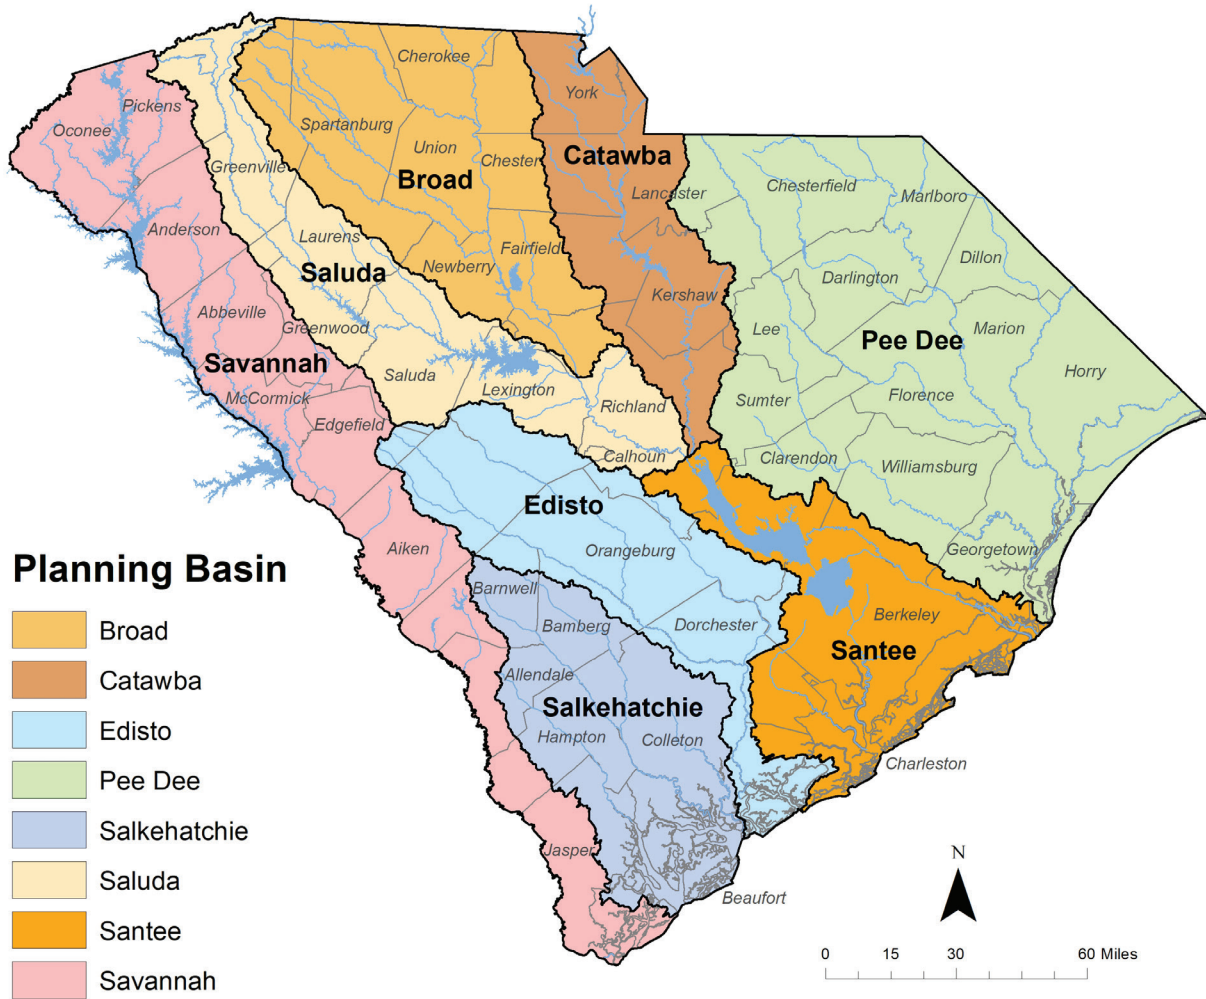 Cherokee
York
Pickens
Oconee
Spartanburg
Union
Chester
Catawba
Greenville
Broad
Lancaster
Chesterfield
Marlboro
Anderson
Laurens
Fairfield
Newberry
Saluda
Dillon
Darlington
Kershaw
Abbeville
Greenwood
Lee
Marion
Pee Dee
Savannah
Saluda
Lexington
Horry
McCormick
Richland
Sumter
Florence
Edgefield
Calhoun
Clarendon
Williamsburg
Edisto
Aiken
Orangeburg
Georgetown
Barnwell
Bamberg
Dorchester
Berkeley
Santee
Allendale
Salkehatchie
Hampton
Colleton
Charleston
Jasper
Beaufort
Planning Basin
Broad
Catawba
Edisto
Pee Dee
Salkehatchie
Saluda
Santee
Savannah
N
0 15 30 60 Miles